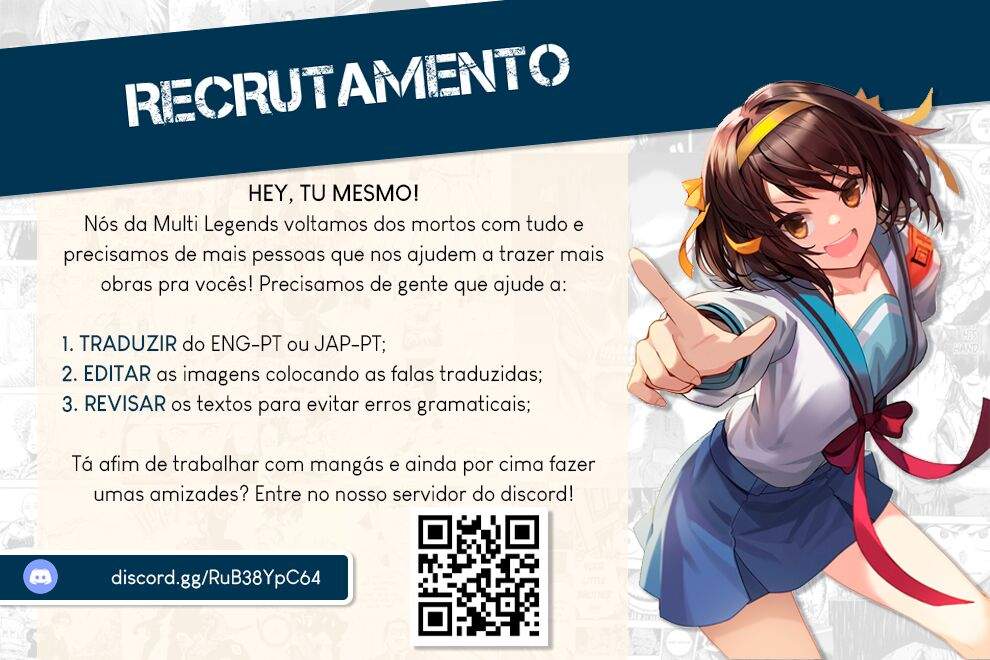 RECRUTAMENTO
HEY, TU MESMO!
Nós da Multi Legends voltamos dos mortos com tudo e
precisamos de mais pessoas que nos ajudem a trazer mais
obras pra vocês! Precisamos de gente que ajude a:
1. TRADUZIR do ENG-PT ou JAP-PT;
2. EDITAR as imagens colocando as falas traduzidas;
3. REVISAR os textos para evitar erros gramaticais;
Tá afim de trabalhar com mangás e ainda por cima fazer
umas amizades? Entre no nosso servidor do discord!
discord.gg/RuB38YpC64